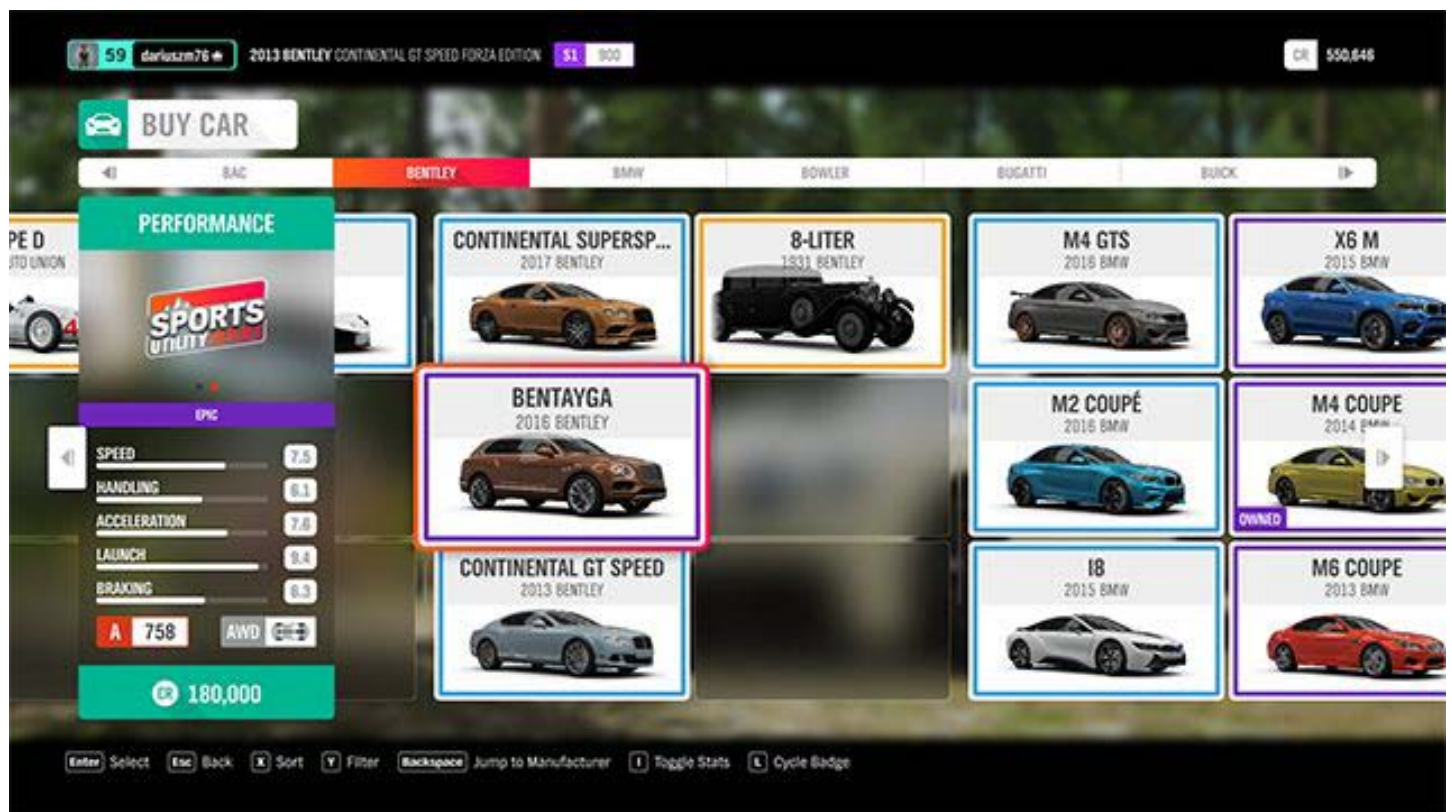 59 dariuszm76 2013 BENTLEY CONTINENTAL GT SPEED FORZA EDITION S1 900
CR 550,646
BUY CAR
BAC BENTLEY BMW BOWLER BUGATTI BUICK
PERFORMANCE
SPORTS
UTILITY
EPIC
SPEED 7.5
HANDLING 6.1
ACCELERATION 7.6
LAUNCH 9.4
BRAKING 6.3
A 758 AWD
CR 180,000
PE D
UTO UNION
CONTINENTAL SUPERSP...
2017 BENTLEY
8-LITER
1931 BENTLEY
M4 GTS
2016 BMW
X6 M
2015 BMW
BENTAYGA
2016 BENTLEY
M2 COUPÉ
2016 BMW
M4 COUPE
2014 BMW
OWNED
CONTINENTAL GT SPEED
2013 BENTLEY
I8
2015 BMW
M6 COUPE
2013 BMW
Enter Select Esc Back X Sort Y Filter Backspace Jump to Manufacturer I Toggle Stats L Cycle Badge